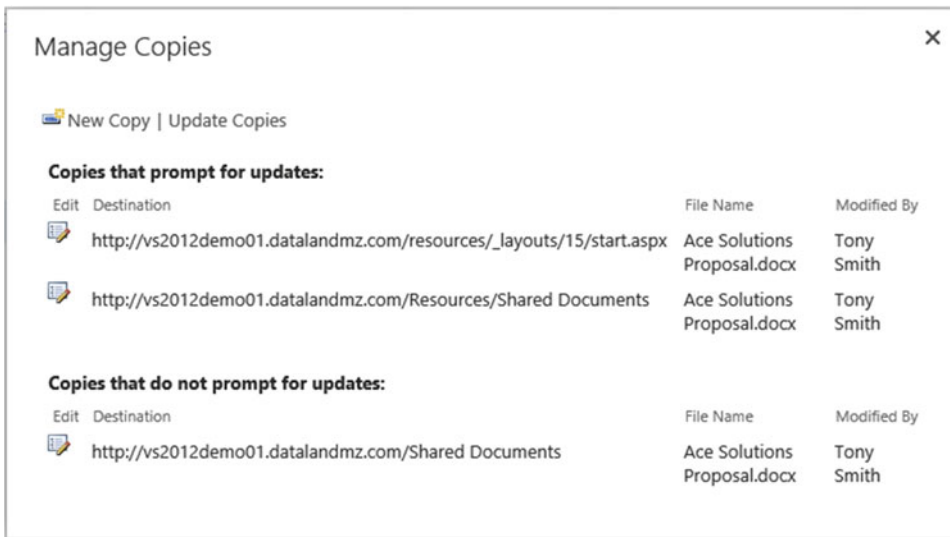 Manage Copies
New Copy | Update Copies
Copies that prompt for updates:
Edit Destination File Name Modified By
http://vs2012demo01.datalandmz.com/resources/_layouts/15/start.aspx Ace Solutions Tony
Proposal.docx Smith
http://vs2012demo01.datalandmz.com/Resources/Shared Documents Ace Solutions Tony
Proposal.docx Smith
Copies that do not prompt for updates:
Edit Destination File Name Modified By
http://vs2012demo01.datalandmz.com/Shared Documents Ace Solutions Tony
Proposal.docx Smith